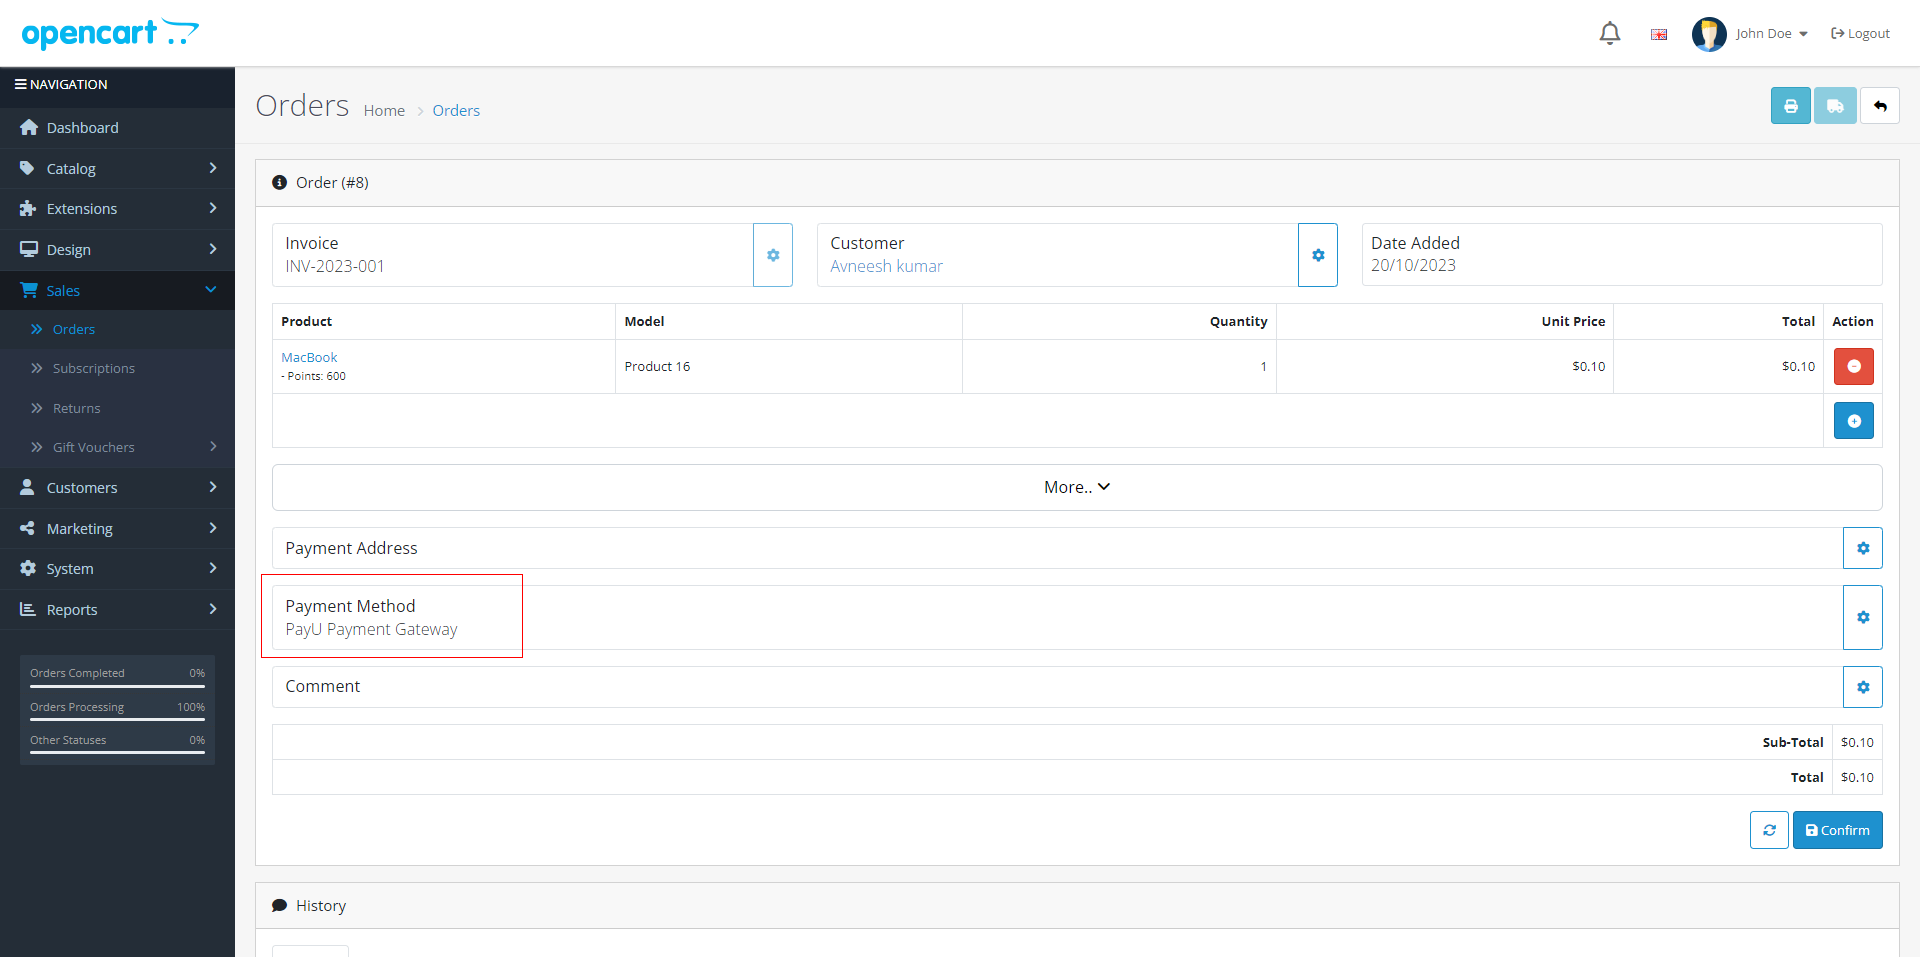 opencart
John Doe
Logout
NAVIGATION
Dashboard
Catalog
Extensions
Design
Sales
Orders
Subscriptions
Returns
Gift Vouchers
Customers
Marketing
System
Reports
Orders Completed 0%
Orders Processing 100%
Other Statuses 0%
Orders
Home > Orders
Order (#8)
Invoice
INV-2023-001
Customer
Avneesh kumar
Date Added
20/10/2023
Product Model Quantity Unit Price Total Action
MacBook
- Points: 600
Product 16 1 $0.10 $0.10
More..
Payment Address
Payment Method
PayU Payment Gateway
Comment
Sub-Total $0.10
Total $0.10
Confirm
History